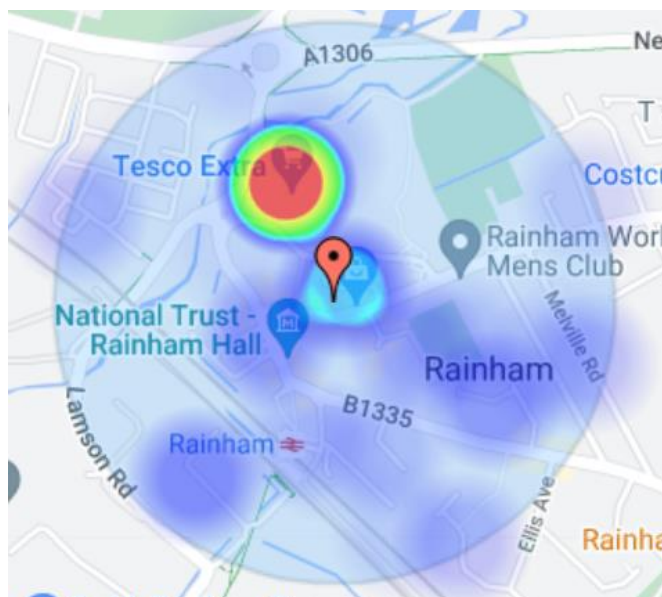 A1306
Ne
T
Tesco Extra
Costcu
Rainham Work
Mens Club
National Trust -
Rainham Hall
Melville Rd
Rainham
B1335
Lamson Rd
Rainham
Ellis Ave
Rainha